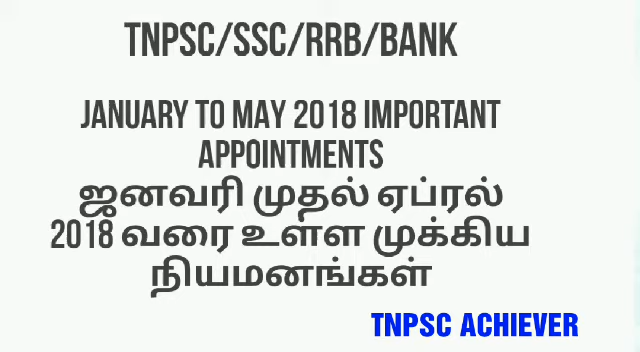 TNPSC/SSC/RRB/BANK
JANUARY TO MAY 2018 IMPORTANT
APPOINTMENTS
ஜனவரி முதல் ஏப்ரல்
2018 வரை உள்ள முக்கிய
நியமனங்கள்
TNPSC ACHIEVER